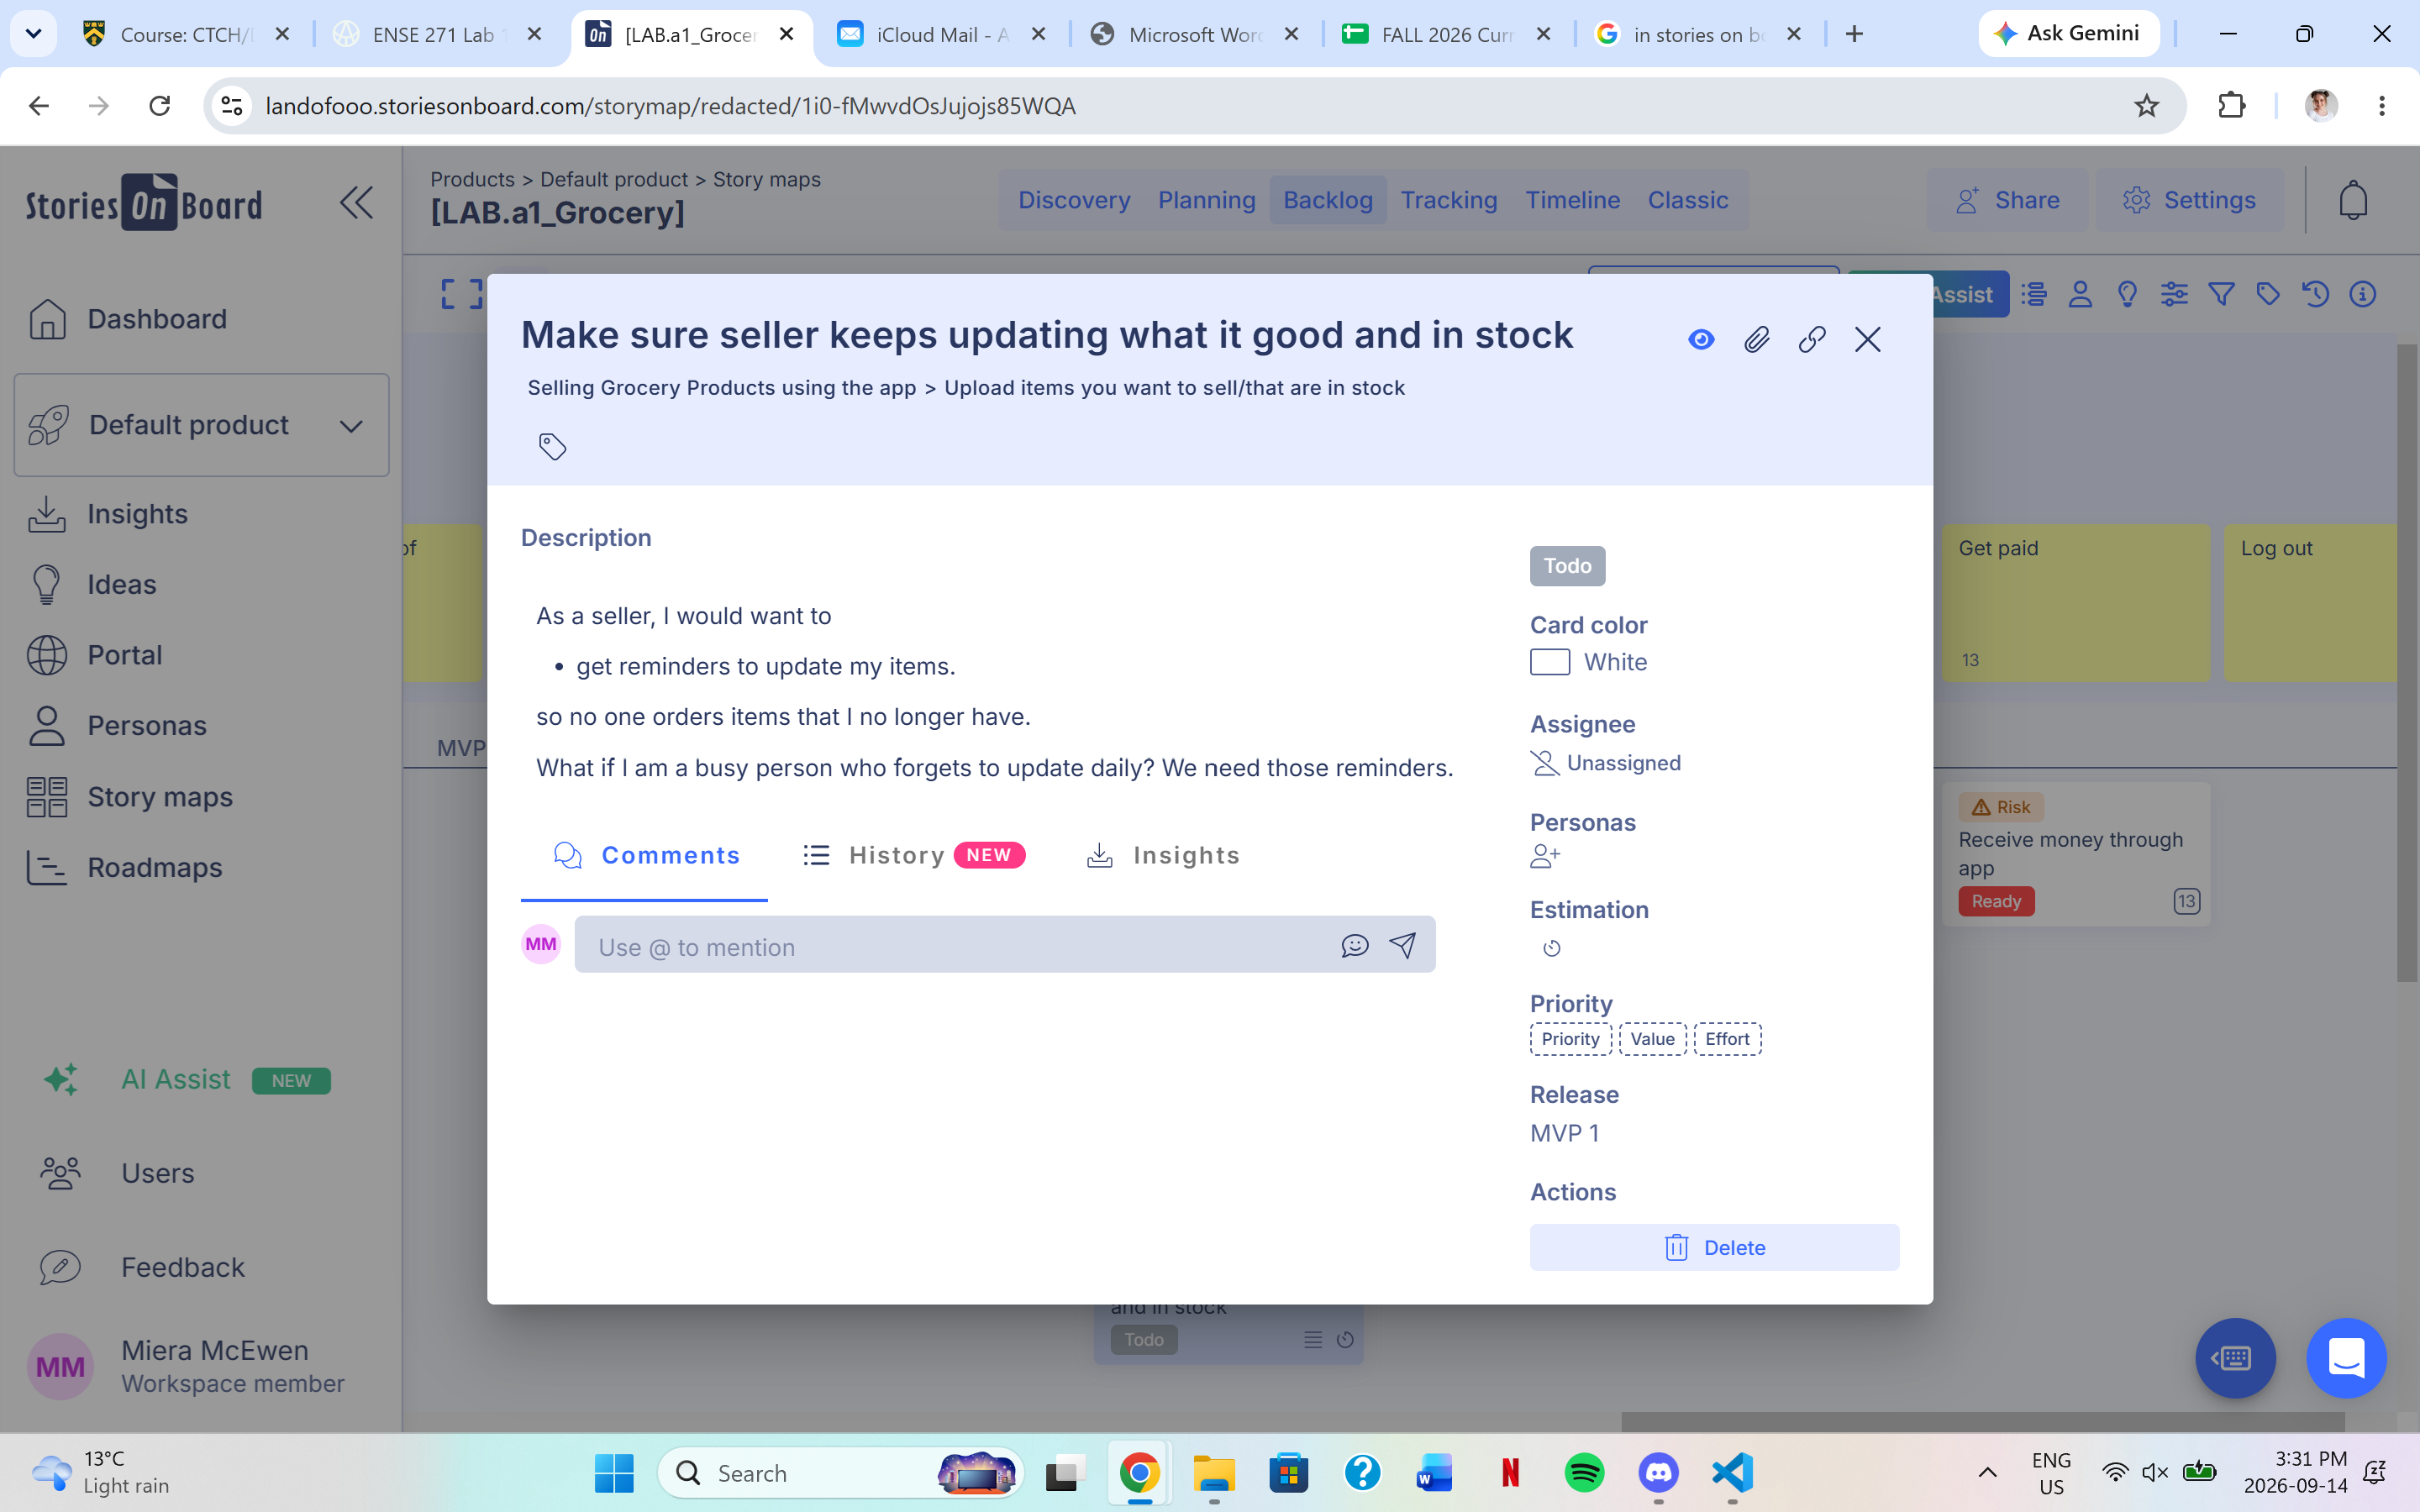 Course: CTCH/
ENSE 271 Lab
[LAB.a1_Grocer
iCloud Mail - A
Microsoft Word
FALL 2026 Curr
in stories on bo
Ask Gemini
landofooo.storiesonboard.com/storymap/redacted/1i0-fMwvdOsJujojs85WQA
Stories On Board
Products > Default product > Story maps
[LAB.a1_Grocery]
Discovery Planning Backlog Tracking Timeline Classic
Share
Settings
Assist
Dashboard
Default product
Insights
Ideas
Portal
Personas
Story maps
Roadmaps
AI Assist NEW
Users
Feedback
MM
Miera McEwen
Workspace member
of
MVP
Make sure seller keeps updating what it good and in stock
Selling Grocery Products using the app > Upload items you want to sell/that are in stock
Description
As a seller, I would want to
• get reminders to update my items.
so no one orders items that I no longer have.
What if I am a busy person who forgets to update daily? We need those reminders.
Comments
History NEW
Insights
MM
Use @ to mention
Todo
Card color
White
Assignee
Unassigned
Personas
Estimation
Priority
Priority Value Effort
Release
MVP 1
Actions
Delete
Get paid
13
Log out
Risk
Receive money through
app
Ready
13
and in stock
Todo
13°C
Light rain
Search
ENG
US
3:31 PM
2026-09-14